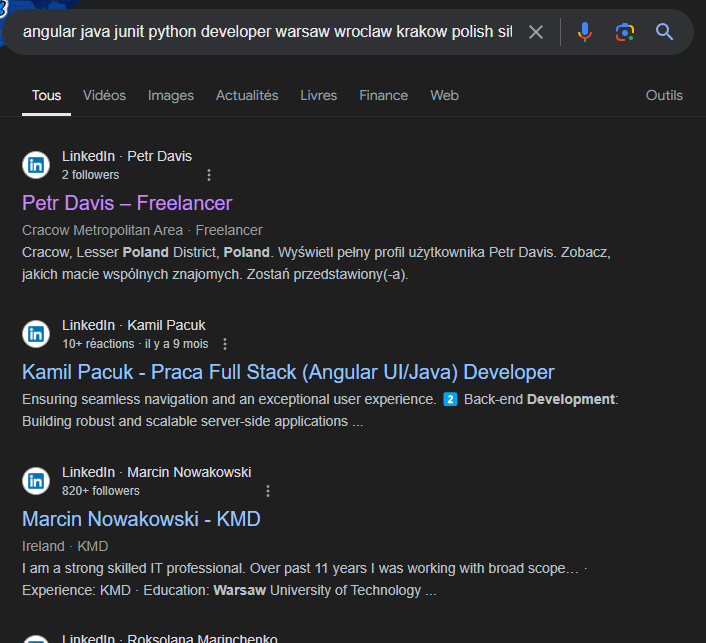 angular java junit python developer warsaw wroclaw krakow polish sit
Tous Vidéos Images Actualités Livres Finance Web Outils
LinkedIn · Petr Davis
2 followers
Petr Davis – Freelancer
Cracow Metropolitan Area · Freelancer
Cracow, Lesser Poland District, Poland. Wyświetl pełny profil użytkownika Petr Davis. Zobacz,
jakich macie wspólnych znajomych. Zostań przedstawiony(-a).
LinkedIn · Kamil Pacuk
10+ réactions · il y a 9 mois
Kamil Pacuk - Praca Full Stack (Angular UI/Java) Developer
Ensuring seamless navigation and an exceptional user experience. 2 Back-end Development:
Building robust and scalable server-side applications ...
LinkedIn · Marcin Nowakowski
820+ followers
Marcin Nowakowski - KMD
Ireland · KMD
I am a strong skilled IT professional. Over past 11 years I was working with broad scope… ·
Experience: KMD · Education: Warsaw University of Technology ...
LinkedIn · Roksolana Marinchenko